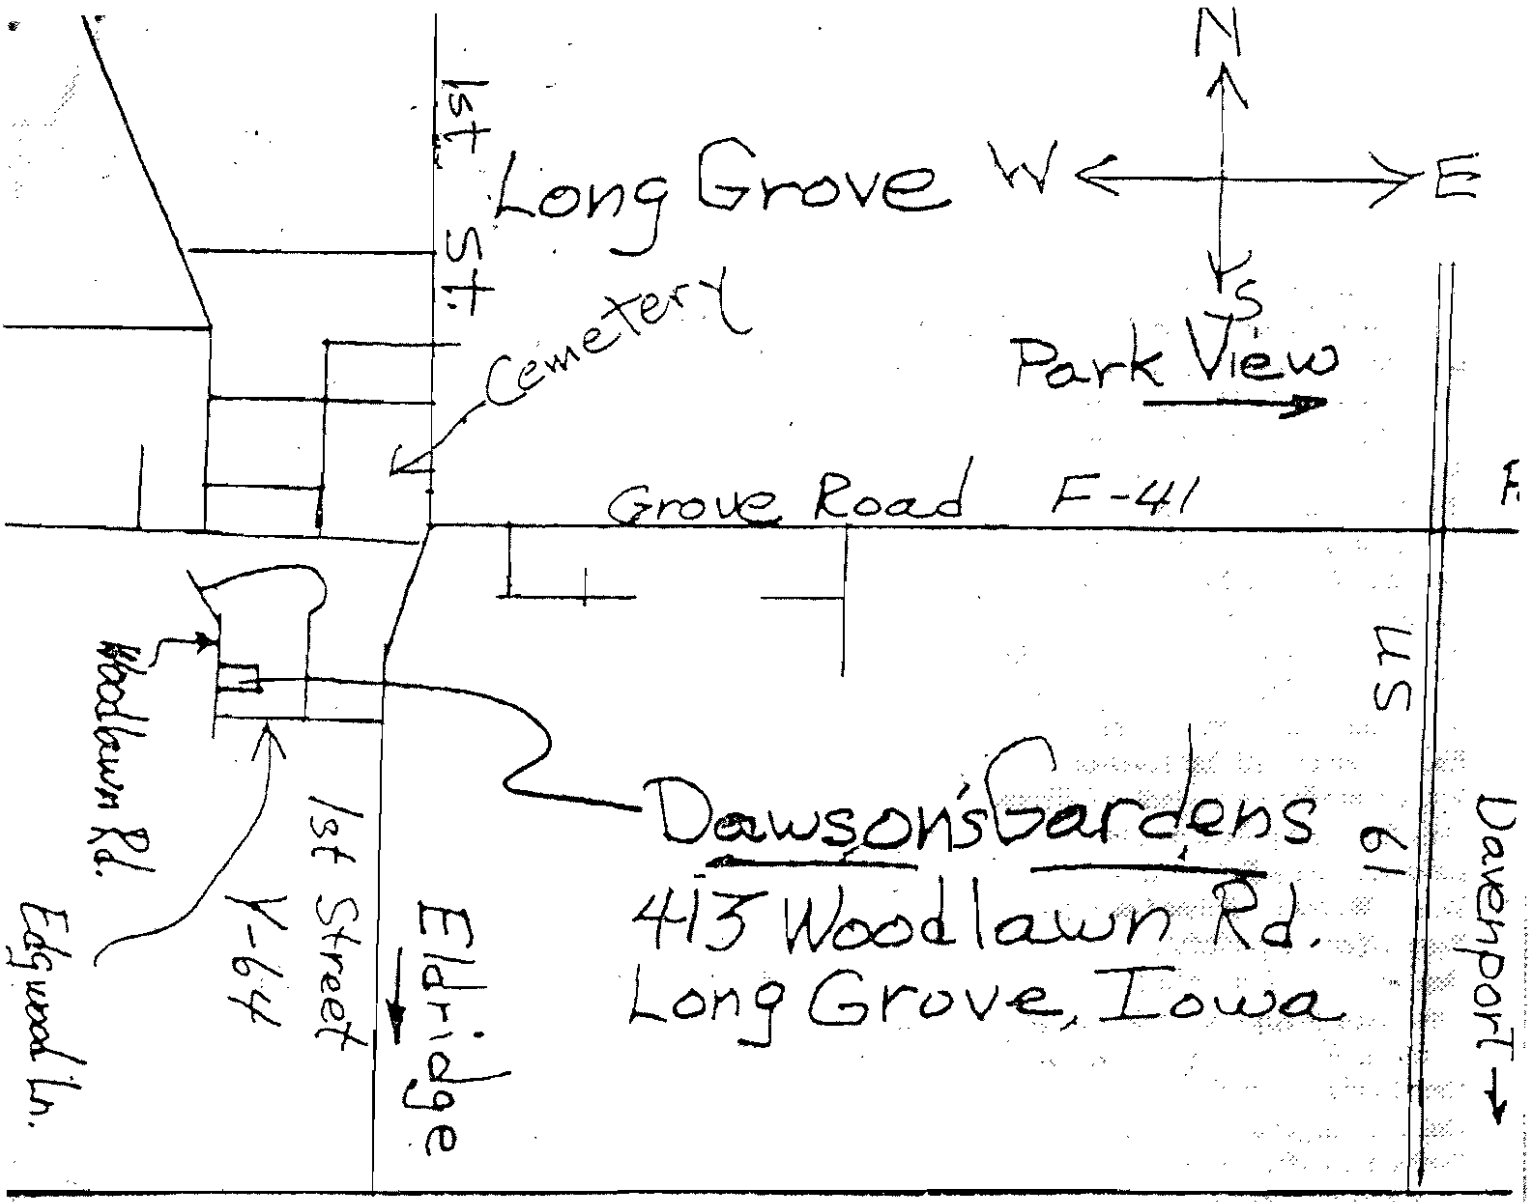 N
1st St.
Long Grove
W
E
S
Cemetery
Park View
Grove Road F-41
US 61
Woodlawn Rd.
Dawson's Gardens
413 Woodlawn Rd.
Long Grove, Iowa
1st Street
Y-64
Eldridge
Davenport
Edgwood Ln.